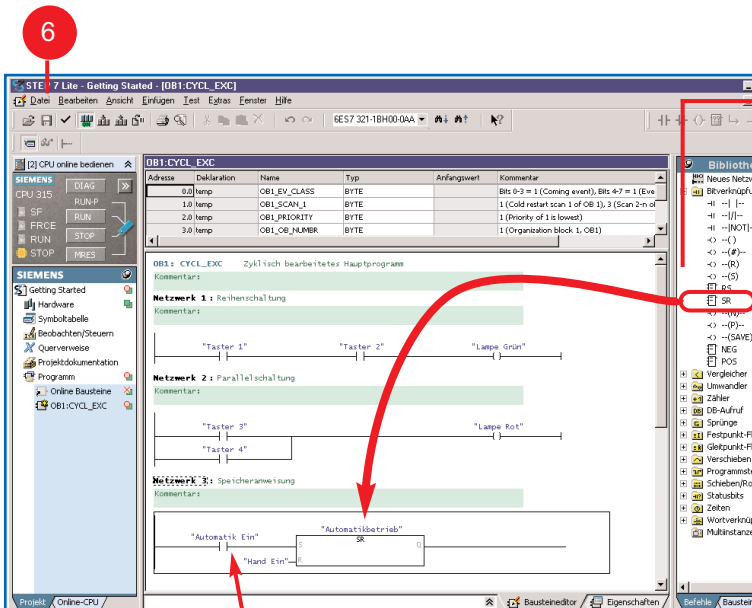 6
STEP 7 Lite - Getting Started - [OB1:CYCL_EXC]
Datei Bearbeiten Ansicht Einfügen Test Extras Fenster Hilfe
6ES7 321-1BH00-0AA
[2] CPU online bedienen
SIEMENS
CPU 315
DIAG
RUN-P
SF
RUN
FRCE
RUN
STOP
STOP
MRES
SIEMENS
Getting Started
Hardware
Symboltabelle
Beobachten/Steuern
Querverweise
Projektdokumentation
Programm
Online Bausteine
OB1:CYCL_EXC
Projekt Online-CPU
OB1:CYCL_EXC
Adresse Deklaration Name Typ Anfangswert Kommentar
0.0 temp OB1_EV_CLASS BYTE Bits 0-3 = 1 (Coming event), Bits 4-7 = 1 (Eve
1.0 temp OB1_SCAN_1 BYTE 1 (Cold restart scan 1 of OB 1), 3 (Scan 2-n of
2.0 temp OB1_PRIORITY BYTE 1 (Priority of 1 is lowest)
3.0 temp OB1_OB_NUMBR BYTE 1 (Organization block 1, OB1)
OB1: CYCL_EXC Zyklisch bearbeitetes Hauptprogramm
Kommentar:
Netzwerk 1: Reihenschaltung
Kommentar:
"Taster 1" "Taster 2" "Lampe Grün"
Netzwerk 2: Parallelschaltung
Kommentar:
"Taster 3" "Lampe Rot"
"Taster 4"
Netzwerk 3: Speicheranweisung
Kommentar:
"Automatik Ein" "Automatikbetrieb"
SR
S Q
"Hand Ein" R
Bausteineditor Eigenschaften
Bibliothe
Neues Netzw
Bitverknüpfu
--| |--
--|/|--
--|NOT|-
--( )
--(#)--
--(R)
--(S)
RS
SR
--(N)--
--(P)--
--(SAVE)
NEG
POS
Vergleicher
Umwandler
Zähler
DB-Aufruf
Sprünge
Festpunkt-F
Gleitpunkt-F
Verschieben
Programmste
Schieben/Ro
Statusbits
Zeiten
Wortverknüp
Multiinstanze
Befehle Baustein